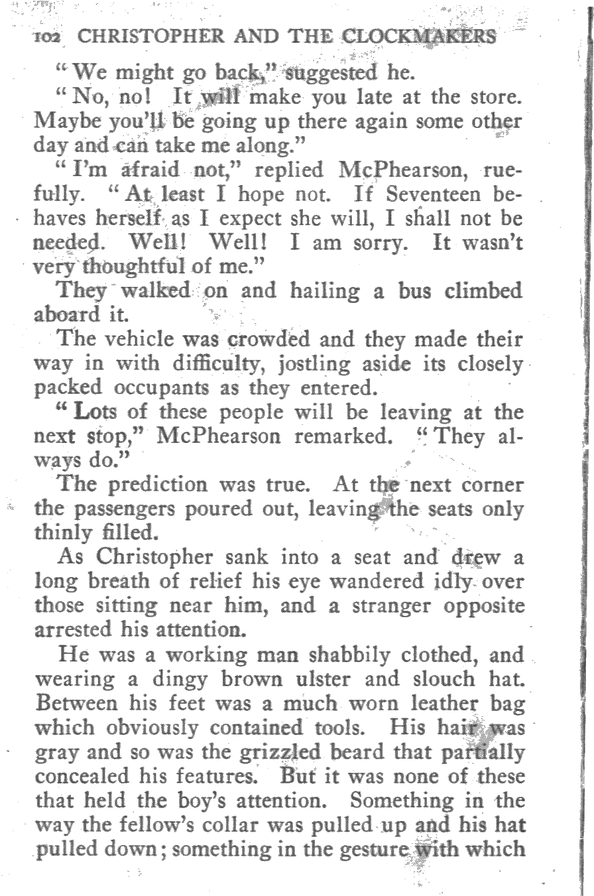 102 CHRISTOPHER AND THE CLOCKMAKERS
“ We might go back,” suggested he.
“ No, no! It will make you late at the store.
Maybe you’ll be going up there again some other
day and can take me along.”
“ I’m afraid not,” replied McPhearson, rue-
fully. “ At least I hope not. If Seventeen be-
haves herself as I expect she will, I shall not be
needed. Well! Well! I am sorry. It wasn’t
very thoughtful of me.”
They walked on and hailing a bus climbed
aboard it.
The vehicle was crowded and they made their
way in with difficulty, jostling aside its closely
packed occupants as they entered.
“ Lots of these people will be leaving at the
next stop,” McPhearson remarked. “ They al-
ways do.”
The prediction was true. At the next corner
the passengers poured out, leaving the seats only
thinly filled.
As Christopher sank into a seat and drew a
long breath of relief his eye wandered idly over
those sitting near him, and a stranger opposite
arrested his attention.
He was a working man shabbily clothed, and
wearing a dingy brown ulster and slouch hat.
Between his feet was a much worn leather bag
which obviously contained tools. His hair was
gray and so was the grizzled beard that partially
concealed his features. But it was none of these
that held the boy’s attention. Something in the
way the fellow’s collar was pulled up and his hat
pulled down; something in the gesture with which